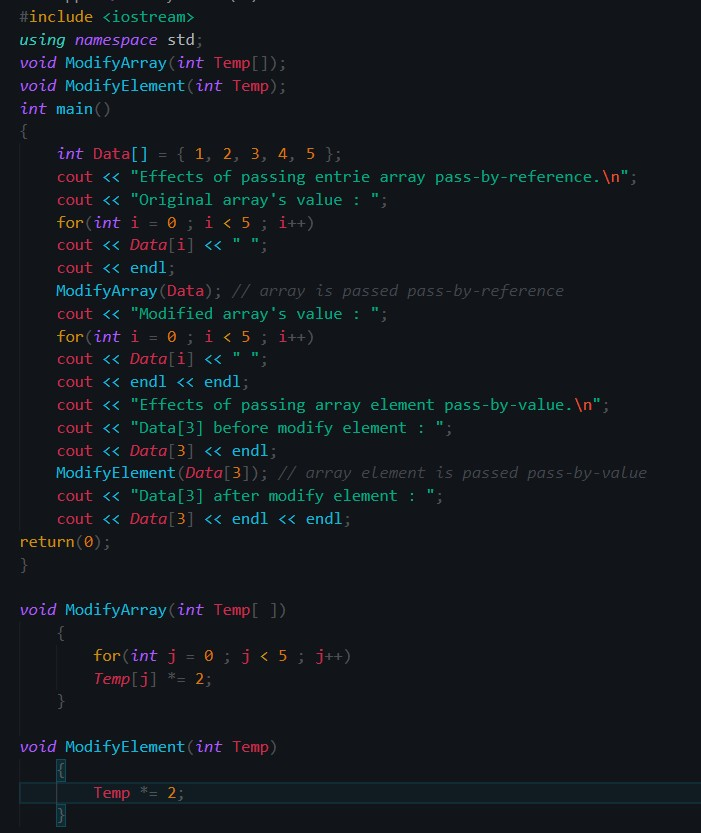 #include <iostream>
using namespace std;
void ModifyArray(int Temp[]);
void ModifyElement(int Temp);
int main()
{
    int Data[] = { 1, 2, 3, 4, 5 };
    cout << "Effects of passing entrie array pass-by-reference.\n";
    cout << "Original array's value : ";
    for(int i = 0 ; i < 5 ; i++)
    cout << Data[i] << " ";
    cout << endl;
    ModifyArray(Data); // array is passed pass-by-reference
    cout << "Modified array's value : ";
    for(int i = 0 ; i < 5 ; i++)
    cout << Data[i] << " ";
    cout << endl << endl;
    cout << "Effects of passing array element pass-by-value.\n";
    cout << "Data[3] before modify element : ";
    cout << Data[3] << endl;
    ModifyElement(Data[3]); // array element is passed pass-by-value
    cout << "Data[3] after modify element : ";
    cout << Data[3] << endl << endl;
return(0);
}

void ModifyArray(int Temp[ ])
    {
        for(int j = 0 ; j < 5 ; j++)
        Temp[j] *= 2;
    }

void ModifyElement(int Temp)
    {
        Temp *= 2;
    }